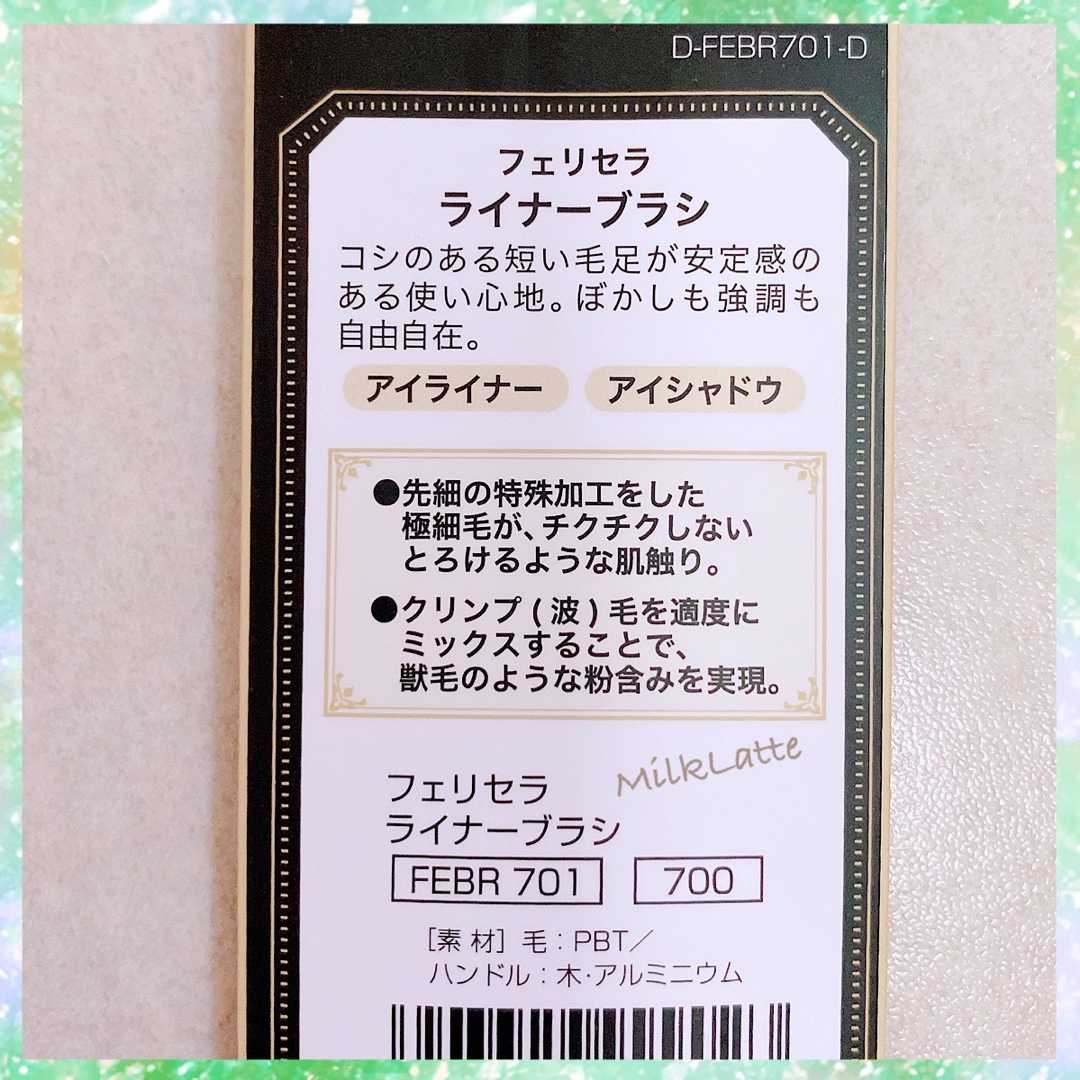 D-FEBR701-D
フェリセラ
ライナーブラシ
コシのある短い毛足が安定感の
ある使い心地。ぼかしも強調も
自由自在。
アイライナー アイシャドウ
●先細の特殊加工をした
極細毛が、チクチクしない
とろけるような肌触り。
●クリンプ(波)毛を適度に
ミックスすることで、
獣毛のような粉含みを実現。
MilkLatte
フェリセラ
ライナーブラシ
FEBR 701 700
[素 材] 毛：PBT／
ハンドル：木・アルミニウム